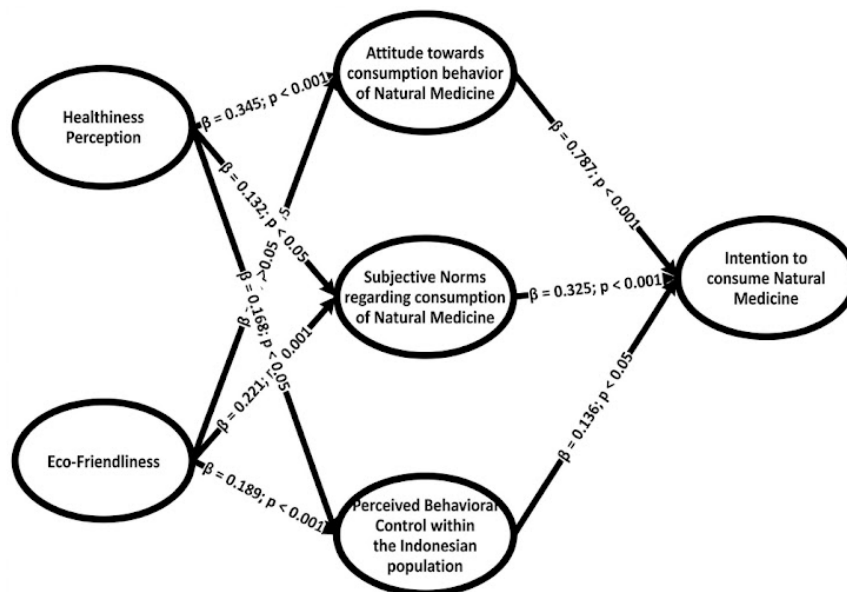 Attitude towards
consumption behavior
of Natural Medicine
Healthiness
Perception
β = 0.345; p < 0.001
β = 0.132; p < 0.05
β = 0.787; p < 0.001
Subjective Norms
regarding consumption
of Natural Medicine
β = 0.325; p < 0.001
Intention to
consume Natural
Medicine
β
0.05
β = 0.168; p < 0.05
β = 0.221;
0.001
β = 0.136; p < 0.05
Eco-Friendliness
β = 0.189; p < 0.001
Perceived Behavioral
Control within
the Indonesian
population